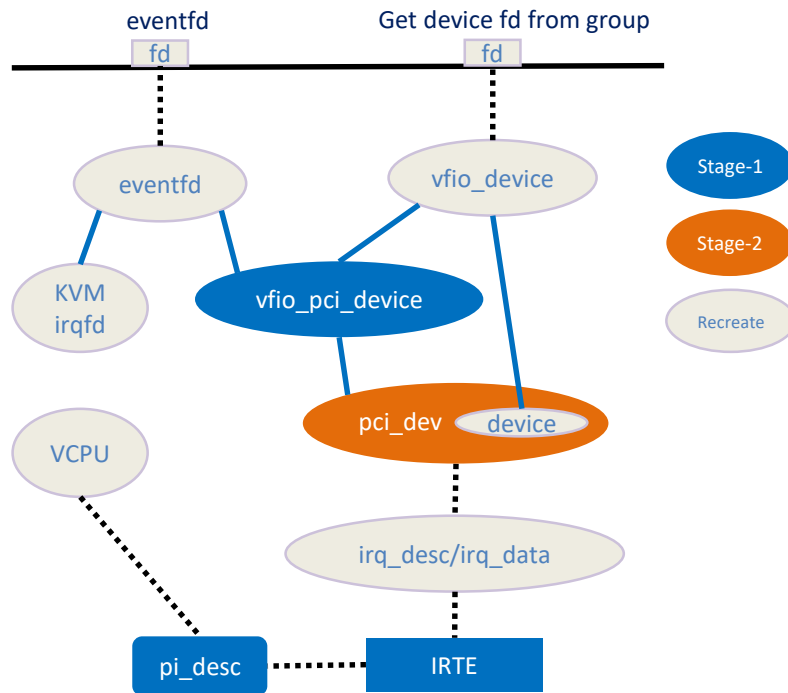 eventfd
Get device fd from group
fd
fd
eventfd
vfio_device
Stage-1
Stage-2
KVM
irqfd
vfio_pci_device
Recreate
pci_dev
device
VCPU
irq_desc/irq_data
pi_desc
IRTE